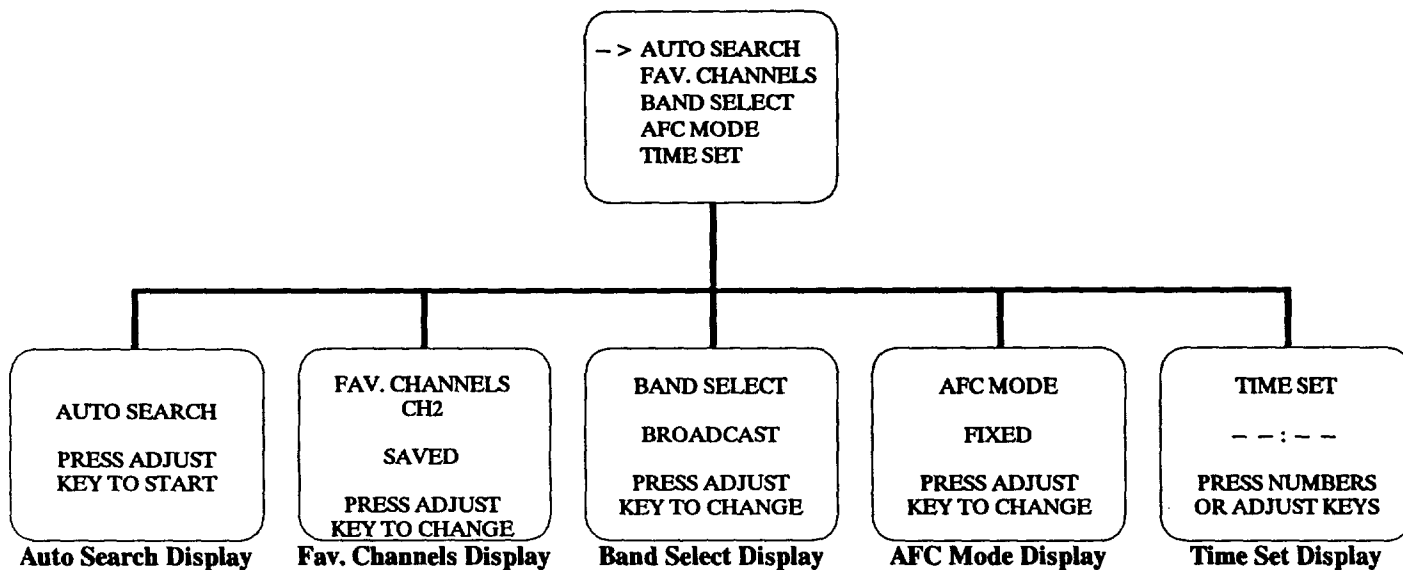 – > AUTO SEARCH
FAV. CHANNELS
BAND SELECT
AFC MODE
TIME SET
AUTO SEARCH
PRESS ADJUST
KEY TO START
Auto Search Display
FAV. CHANNELS
CH2
SAVED
PRESS ADJUST
KEY TO CHANGE
Fav. Channels Display
BAND SELECT
BROADCAST
PRESS ADJUST
KEY TO CHANGE
Band Select Display
AFC MODE
FIXED
PRESS ADJUST
KEY TO CHANGE
AFC Mode Display
TIME SET
– – : – –
PRESS NUMBERS
OR ADJUST KEYS
Time Set Display